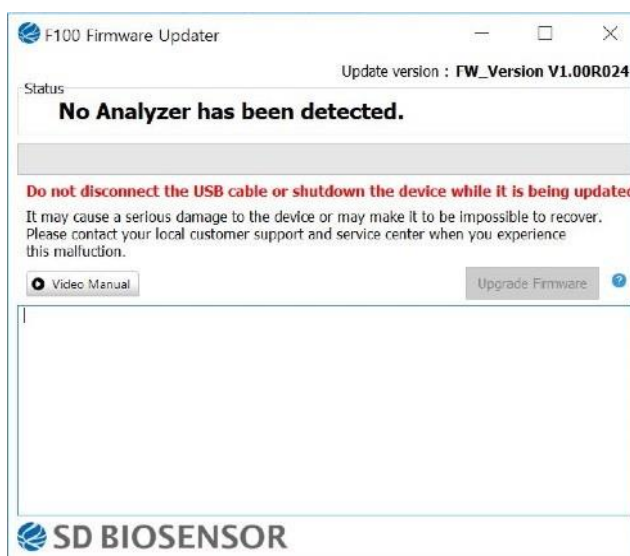 F100 Firmware Updater
Update version : FW_Version V1.00R024
Status
No Analyzer has been detected.
Do not disconnect the USB cable or shutdown the device while it is being updated
It may cause a serious damage to the device or may make it to be impossible to recover.
Please contact your local customer support and service center when you experience
this malfuction.
Video Manual
Upgrade Firmware
?
SD BIOSENSOR